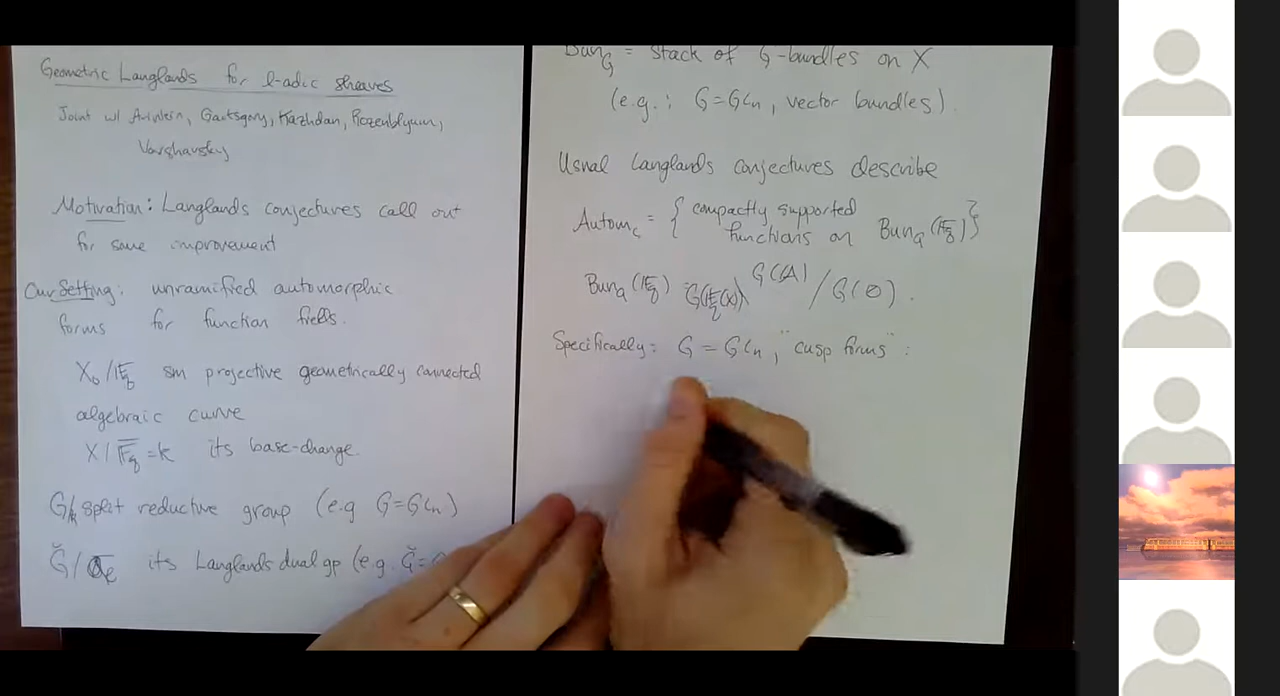 Geometric Langlands for l-adic sheaves
Joint w/ Arinkin, Gaitsgory, Kazhdan, Rozenblyum,
Varshavsky
Motivation: Langlands conjectures call out
for some improvement
Our Setting: unramified automorphic
forms for function fields.
X₀/𝔽_q sm projective geometrically connected
algebraic curve
X/𝔽̄_q = k its base-change.
G/k split reductive group (e.g G=GLn)
Ǧ/ℚ̄_ℓ its Langlands dual gp (e.g. Ǧ=
Bun_G = stack of G-bundles on X
(e.g.: G=GLn, vector bundles).
Usual Langlands conjectures describe
Autom_c = { compactly supported
functions on Bun_G(𝔽_q) }
Bun_G(𝔽_q) = G(𝔽_q(X))\G(𝔸)/G(𝕆).
Specifically: G = GLn, "cusp forms":